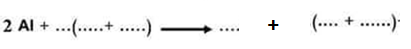 2 Al + ...(.....+ .....) ⟶ .... + (.... + ......)